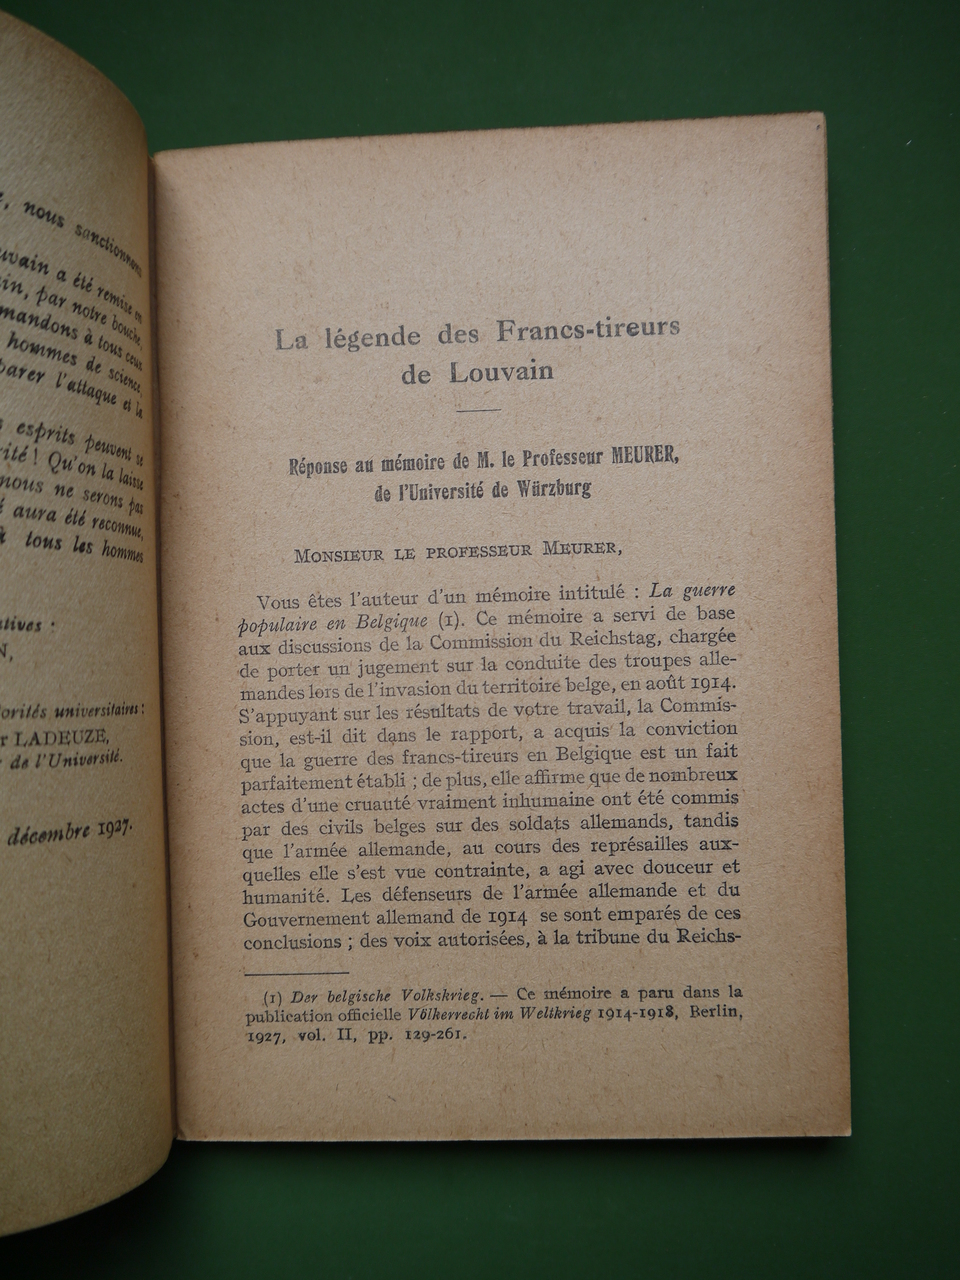 , nous sanctionnons
uvain a été remise en
in, par notre bouche,
mandons à tous ceux
hommes de science,
parer l'attaque et la
esprits peuvent se
ité ! Qu'on la laisse
nous ne serons pas
aura été reconnue,
tous les hommes
tives :
N,
orités universitaires :
r LADEUZE,
de l'Université.
décembre 1927.
La légende des Francs-tireurs
de Louvain
Réponse au mémoire de M. le Professeur MEURER,
de l'Université de Würzburg
MONSIEUR LE PROFESSEUR MEURER,
Vous êtes l'auteur d'un mémoire intitulé : La guerre
populaire en Belgique (1). Ce mémoire a servi de base
aux discussions de la Commission du Reichstag, chargée
de porter un jugement sur la conduite des troupes alle-
mandes lors de l'invasion du territoire belge, en août 1914.
S'appuyant sur les résultats de votre travail, la Commis-
sion, est-il dit dans le rapport, a acquis la conviction
que la guerre des francs-tireurs en Belgique est un fait
parfaitement établi ; de plus, elle affirme que de nombreux
actes d'une cruauté vraiment inhumaine ont été commis
par des civils belges sur des soldats allemands, tandis
que l'armée allemande, au cours des représailles aux-
quelles elle s'est vue contrainte, a agi avec douceur et
humanité. Les défenseurs de l'armée allemande et du
Gouvernement allemand de 1914 se sont emparés de ces
conclusions ; des voix autorisées, à la tribune du Reichs-
(1) Der belgische Volkskrieg. — Ce mémoire a paru dans la
publication officielle Völkerrecht im Weltkrieg 1914-1918, Berlin,
1927, vol. II, pp. 129-261.